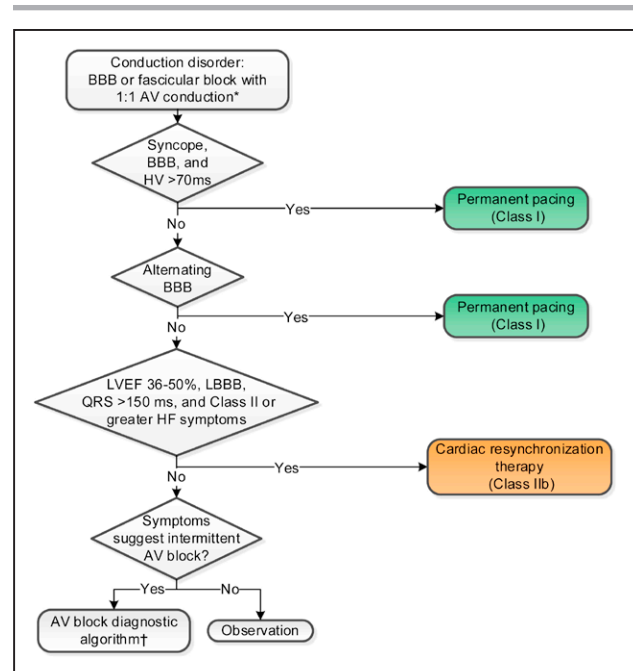 Conduction disorder:
BBB or fascicular block with
1:1 AV conduction*
Syncope,
BBB, and
HV >70ms
Yes
Permanent pacing
(Class I)
No
Alternating
BBB
Yes
Permanent pacing
(Class I)
No
LVEF 36-50%, LBBB,
QRS >150 ms, and Class II or
greater HF symptoms
Yes
Cardiac resynchronization
therapy
(Class IIb)
No
Symptoms
suggest intermittent
AV block?
Yes
No
AV block diagnostic
algorithm†
Observation